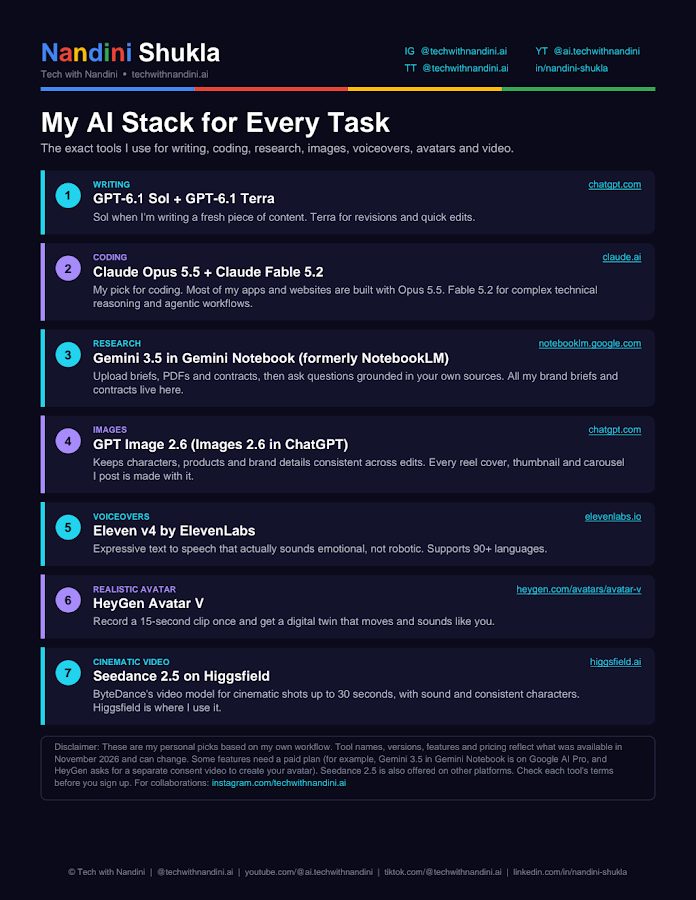 Nandini Shukla
Tech with Nandini • techwithnandini.ai
IG @techwithnandini.ai
YT @ai.techwithnandini
TT @techwithnandini.ai
in/nandini-shukla
My AI Stack for Every Task
The exact tools I use for writing, coding, research, images, voiceovers, avatars and video.
1
WRITING
chatgpt.com
GPT-6.1 Sol + GPT-6.1 Terra
Sol when I'm writing a fresh piece of content. Terra for revisions and quick edits.
2
CODING
claude.ai
Claude Opus 5.5 + Claude Fable 5.2
My pick for coding. Most of my apps and websites are built with Opus 5.5. Fable 5.2 for complex technical
reasoning and agentic workflows.
3
RESEARCH
notebooklm.google.com
Gemini 3.5 in Gemini Notebook (formerly NotebookLM)
Upload briefs, PDFs and contracts, then ask questions grounded in your own sources. All my brand briefs and
contracts live here.
4
IMAGES
chatgpt.com
GPT Image 2.6 (Images 2.6 in ChatGPT)
Keeps characters, products and brand details consistent across edits. Every reel cover, thumbnail and carousel
I post is made with it.
5
VOICEOVERS
elevenlabs.io
Eleven v4 by ElevenLabs
Expressive text to speech that actually sounds emotional, not robotic. Supports 90+ languages.
6
REALISTIC AVATAR
heygen.com/avatars/avatar-v
HeyGen Avatar V
Record a 15-second clip once and get a digital twin that moves and sounds like you.
7
CINEMATIC VIDEO
higgsfield.ai
Seedance 2.5 on Higgsfield
ByteDance's video model for cinematic shots up to 30 seconds, with sound and consistent characters.
Higgsfield is where I use it.
Disclaimer: These are my personal picks based on my own workflow. Tool names, versions, features and pricing reflect what was available in
November 2026 and can change. Some features need a paid plan (for example, Gemini 3.5 in Gemini Notebook is on Google AI Pro, and
HeyGen asks for a separate consent video to create your avatar). Seedance 2.5 is also offered on other platforms. Check each tool's terms
before you sign up. For collaborations: instagram.com/techwithnandini.ai
© Tech with Nandini | @techwithnandini.ai | youtube.com/@ai.techwithnandini | tiktok.com/@techwithnandini.ai | linkedin.com/in/nandini-shukla